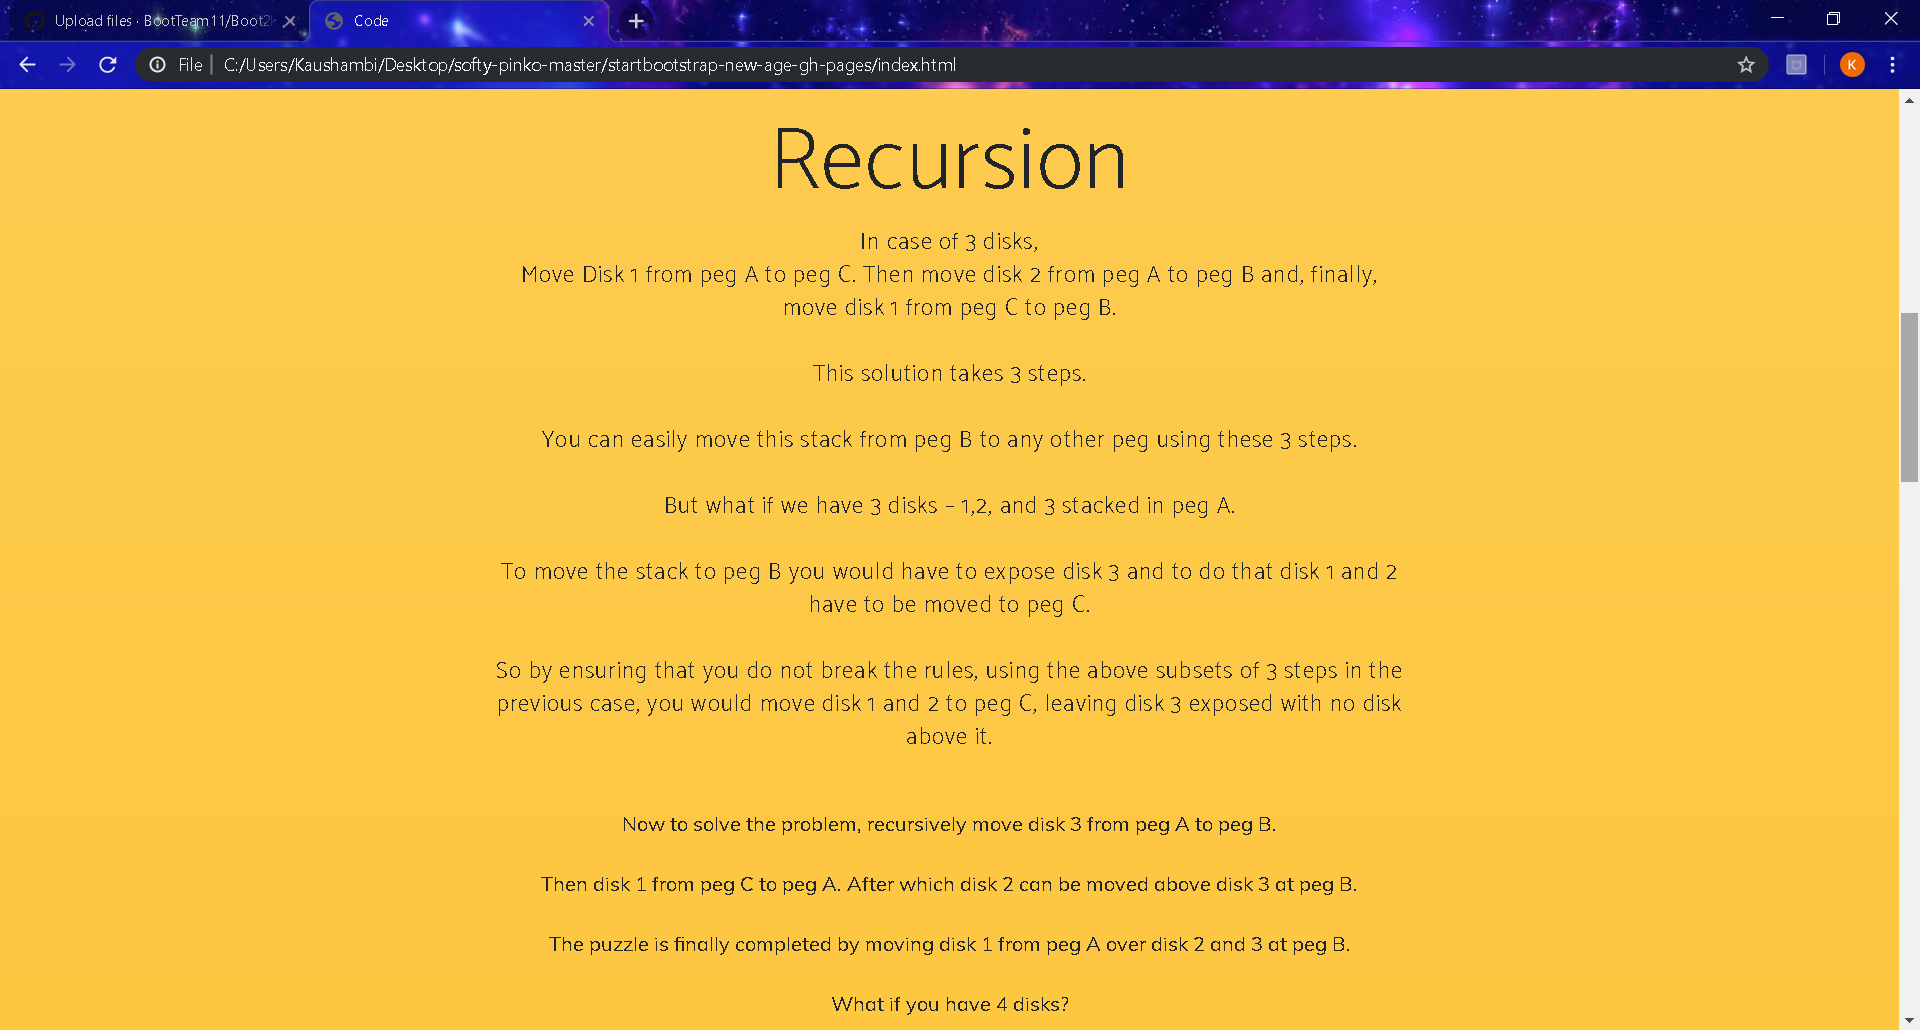 Upload files · BootTeam11/Boot2
Code
File
C:/Users/Kaushambi/Desktop/softy-pinko-master/startbootstrap-new-age-gh-pages/index.html
K
Recursion
In case of 3 disks,
Move Disk 1 from peg A to peg C. Then move disk 2 from peg A to peg B and, finally,
move disk 1 from peg C to peg B.
This solution takes 3 steps.
You can easily move this stack from peg B to any other peg using these 3 steps.
But what if we have 3 disks – 1,2, and 3 stacked in peg A.
To move the stack to peg B you would have to expose disk 3 and to do that disk 1 and 2
have to be moved to peg C.
So by ensuring that you do not break the rules, using the above subsets of 3 steps in the
previous case, you would move disk 1 and 2 to peg C, leaving disk 3 exposed with no disk
above it.
Now to solve the problem, recursively move disk 3 from peg A to peg B.
Then disk 1 from peg C to peg A. After which disk 2 can be moved above disk 3 at peg B.
The puzzle is finally completed by moving disk 1 from peg A over disk 2 and 3 at peg B.
What if you have 4 disks?